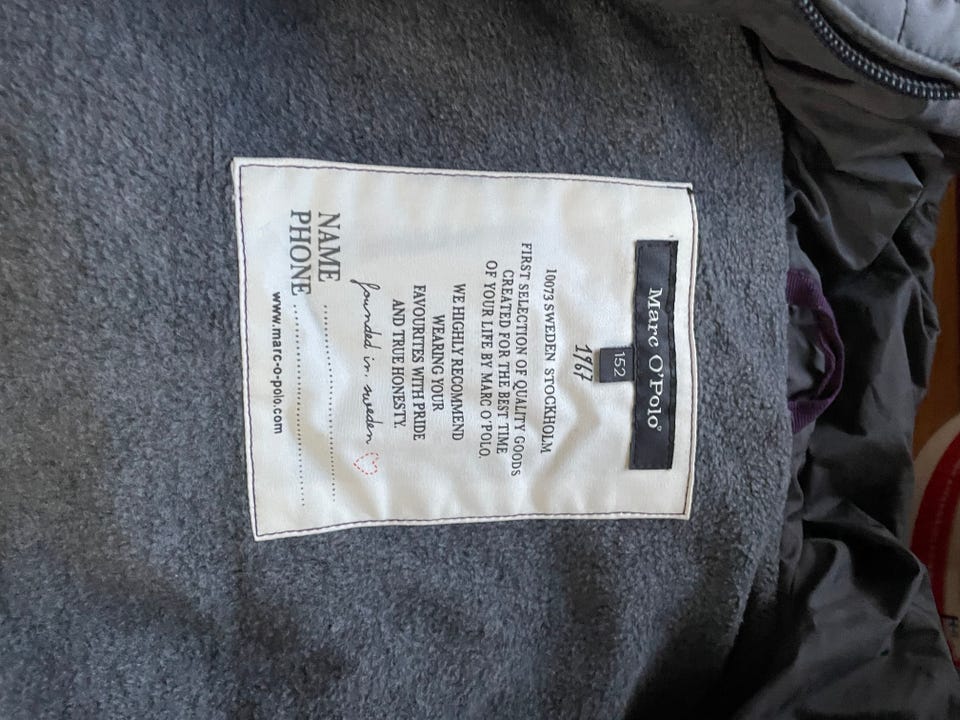 Marc O'Polo®
152
1967
10073 SWEDEN STOCKHOLM
FIRST SELECTION OF QUALITY GOODS
CREATED FOR THE BEST TIME
OF YOUR LIFE BY MARC O'POLO.
WE HIGHLY RECOMMEND
WEARING YOUR
FAVOURITES WITH PRIDE
AND TRUE HONESTY.
founded in sweden
NAME ..............................
PHONE ..............................
www.marc-o-polo.com